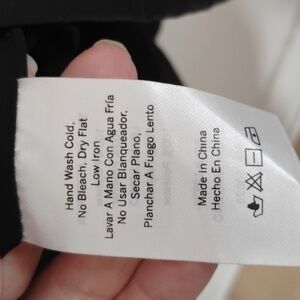 Hand Wash Cold.
No Bleach. Dry Flat
Low Iron
Lavar A Mano Con Agua Fría
No Usar Blanqueador.
Secar Plano,
Planchar A Fuego Lento
Made In China
Hecho En China